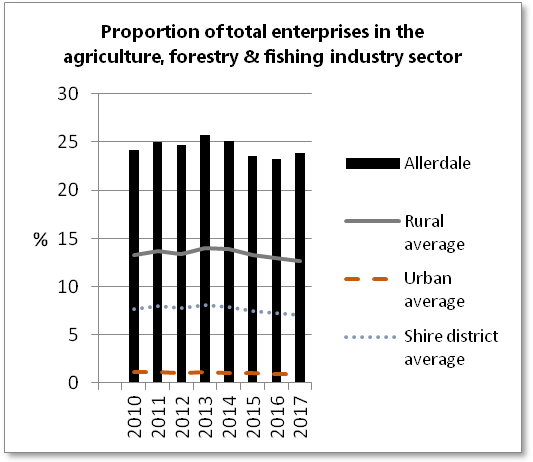 Proportion of total enterprises in the
agriculture, forestry & fishing industry sector
30
25
20
15
10
5
0
%
2010
2011
2012
2013
2014
2015
2016
2017
Allerdale
Rural
average
Urban
average
Shire district
average